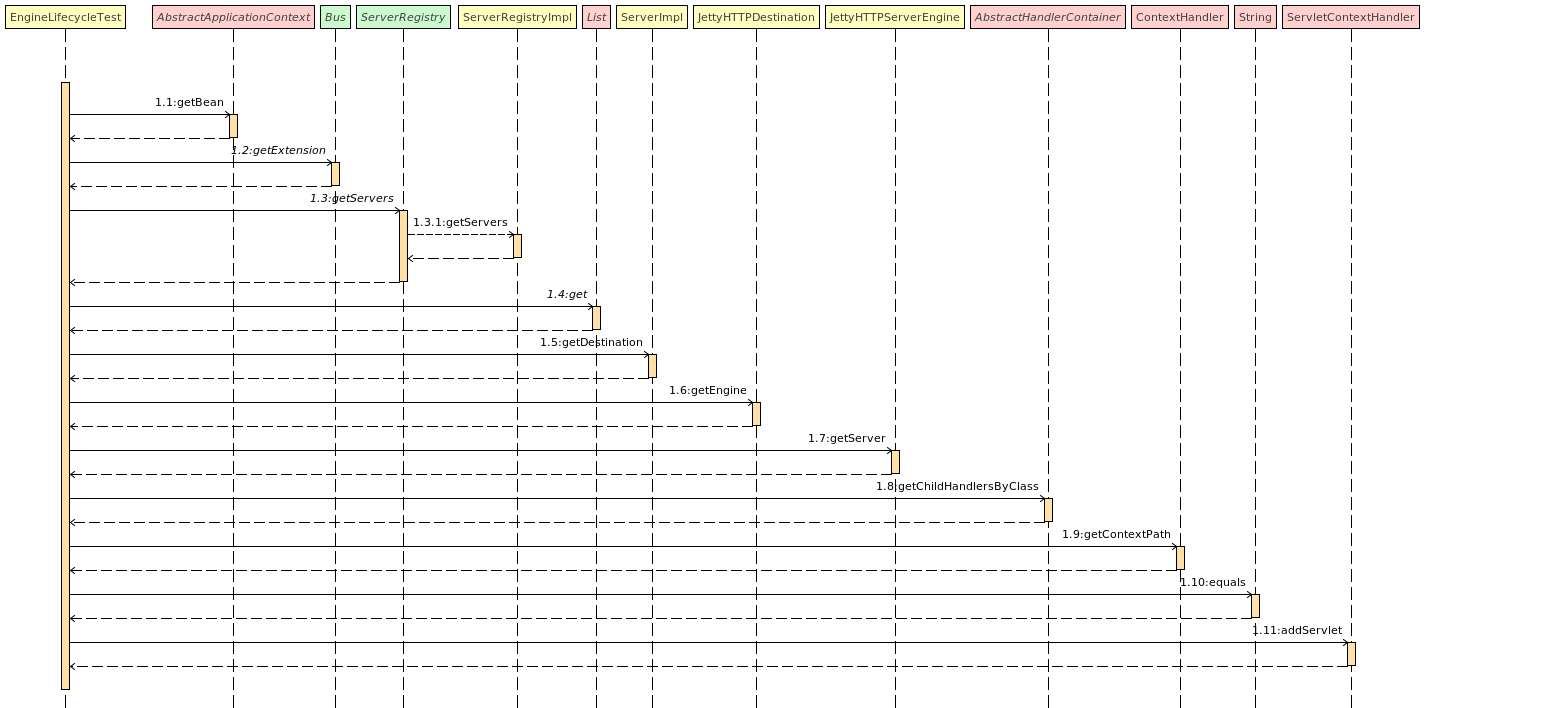 EngineLifecycleTest
AbstractApplicationContext
Bus
ServerRegistry
ServerRegistryImpl
List
ServerImpl
JettyHTTPDestination
JettyHTTPServerEngine
AbstractHandlerContainer
ContextHandler
String
ServletContextHandler
1.1:getBean
1.2:getExtension
1.3:getServers
1.3.1:getServers
1.4:get
1.5:getDestination
1.6:getEngine
1.7:getServer
1.8:getChildHandlersByClass
1.9:getContextPath
1.10:equals
1.11:addServlet